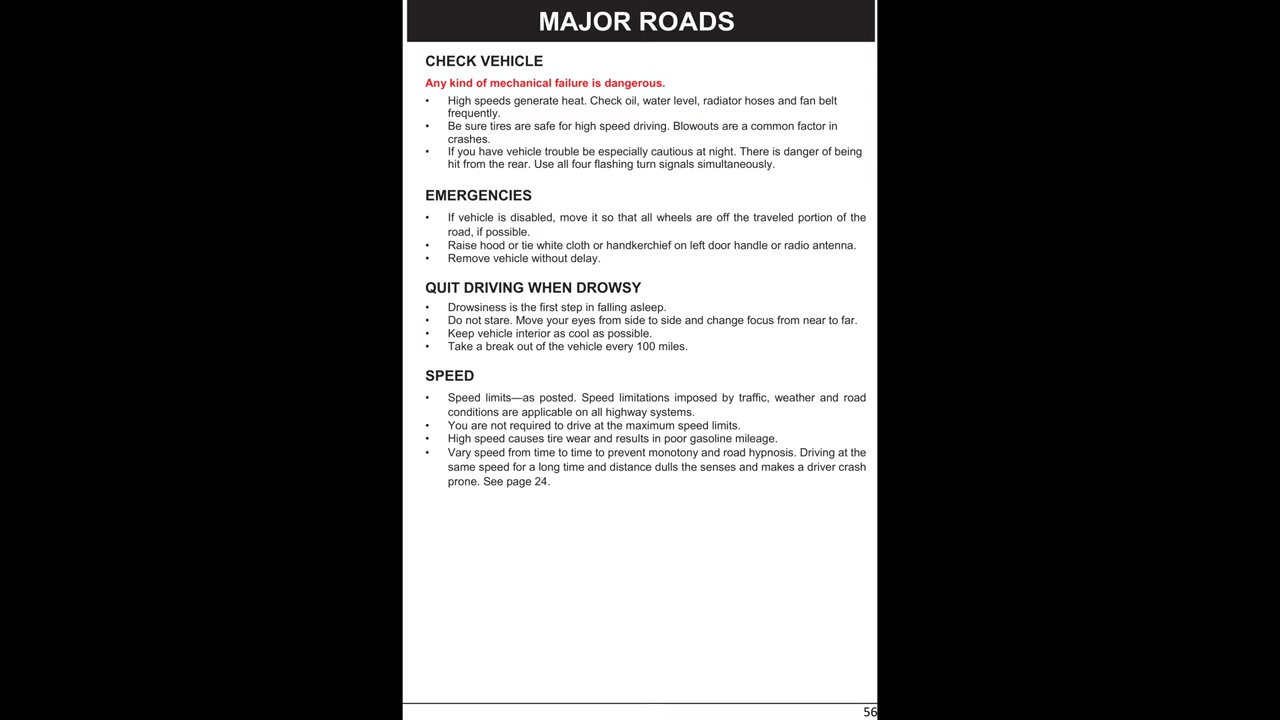 MAJOR ROADS
CHECK VEHICLE
Any kind of mechanical failure is dangerous.
• High speeds generate heat. Check oil, water level, radiator hoses and fan belt
frequently.
• Be sure tires are safe for high speed driving. Blowouts are a common factor in
crashes.
• If you have vehicle trouble be especially cautious at night. There is danger of being
hit from the rear. Use all four flashing turn signals simultaneously.
EMERGENCIES
• If vehicle is disabled, move it so that all wheels are off the traveled portion of the
road, if possible.
• Raise hood or tie white cloth or handkerchief on left door handle or radio antenna.
• Remove vehicle without delay.
QUIT DRIVING WHEN DROWSY
• Drowsiness is the first step in falling asleep.
• Do not stare. Move your eyes from side to side and change focus from near to far.
• Keep vehicle interior as cool as possible.
• Take a break out of the vehicle every 100 miles.
SPEED
• Speed limits—as posted. Speed limitations imposed by traffic, weather and road
conditions are applicable on all highway systems.
• You are not required to drive at the maximum speed limits.
• High speed causes tire wear and results in poor gasoline mileage.
• Vary speed from time to time to prevent monotony and road hypnosis. Driving at the
same speed for a long time and distance dulls the senses and makes a driver crash
prone. See page 24.
56